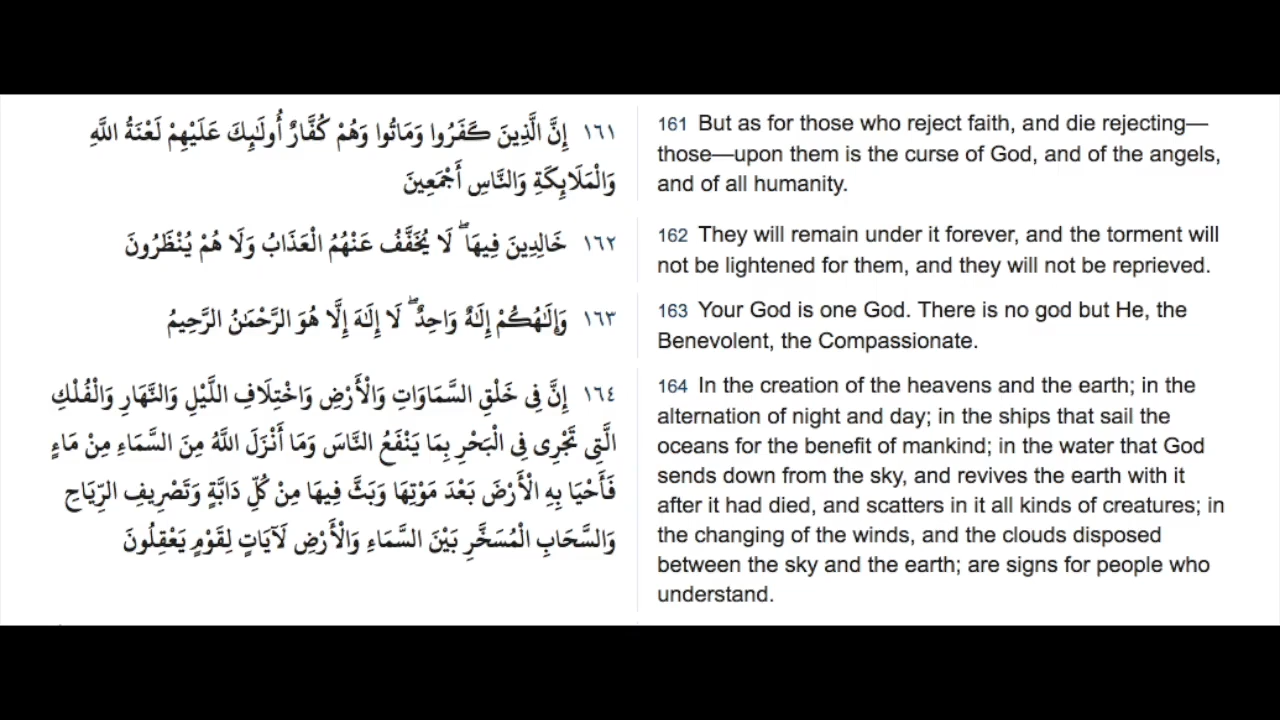 ١٦١ إِنَّ الَّذِينَ كَفَرُوا وَمَاتُوا وَهُمْ كُفَّارٌ أُولَـٰئِكَ عَلَيْهِمْ لَعْنَةُ اللَّهِ
وَالْمَلَائِكَةِ وَالنَّاسِ أَجْمَعِينَ
161 But as for those who reject faith, and die rejecting—
those—upon them is the curse of God, and of the angels,
and of all humanity.
١٦٢ خَالِدِينَ فِيهَا ۖ لَا يُخَفَّفُ عَنْهُمُ الْعَذَابُ وَلَا هُمْ يُنْظَرُونَ
162 They will remain under it forever, and the torment will
not be lightened for them, and they will not be reprieved.
١٦٣ وَإِلَـٰهُكُمْ إِلَـٰهٌ وَاحِدٌ ۖ لَا إِلَـٰهَ إِلَّا هُوَ الرَّحْمَـٰنُ الرَّحِيمُ
163 Your God is one God. There is no god but He, the
Benevolent, the Compassionate.
١٦٤ إِنَّ فِي خَلْقِ السَّمَاوَاتِ وَالْأَرْضِ وَاخْتِلَافِ اللَّيْلِ وَالنَّهَارِ وَالْفُلْكِ
الَّتِي تَجْرِي فِي الْبَحْرِ بِمَا يَنْفَعُ النَّاسَ وَمَا أَنْزَلَ اللَّهُ مِنَ السَّمَاءِ مِنْ مَاءٍ
فَأَحْيَا بِهِ الْأَرْضَ بَعْدَ مَوْتِهَا وَبَثَّ فِيهَا مِنْ كُلِّ دَابَّةٍ وَتَصْرِيفِ الرِّيَاحِ
وَالسَّحَابِ الْمُسَخَّرِ بَيْنَ السَّمَاءِ وَالْأَرْضِ لَآيَاتٍ لِقَوْمٍ يَعْقِلُونَ
164 In the creation of the heavens and the earth; in the
alternation of night and day; in the ships that sail the
oceans for the benefit of mankind; in the water that God
sends down from the sky, and revives the earth with it
after it had died, and scatters in it all kinds of creatures; in
the changing of the winds, and the clouds disposed
between the sky and the earth; are signs for people who
understand.